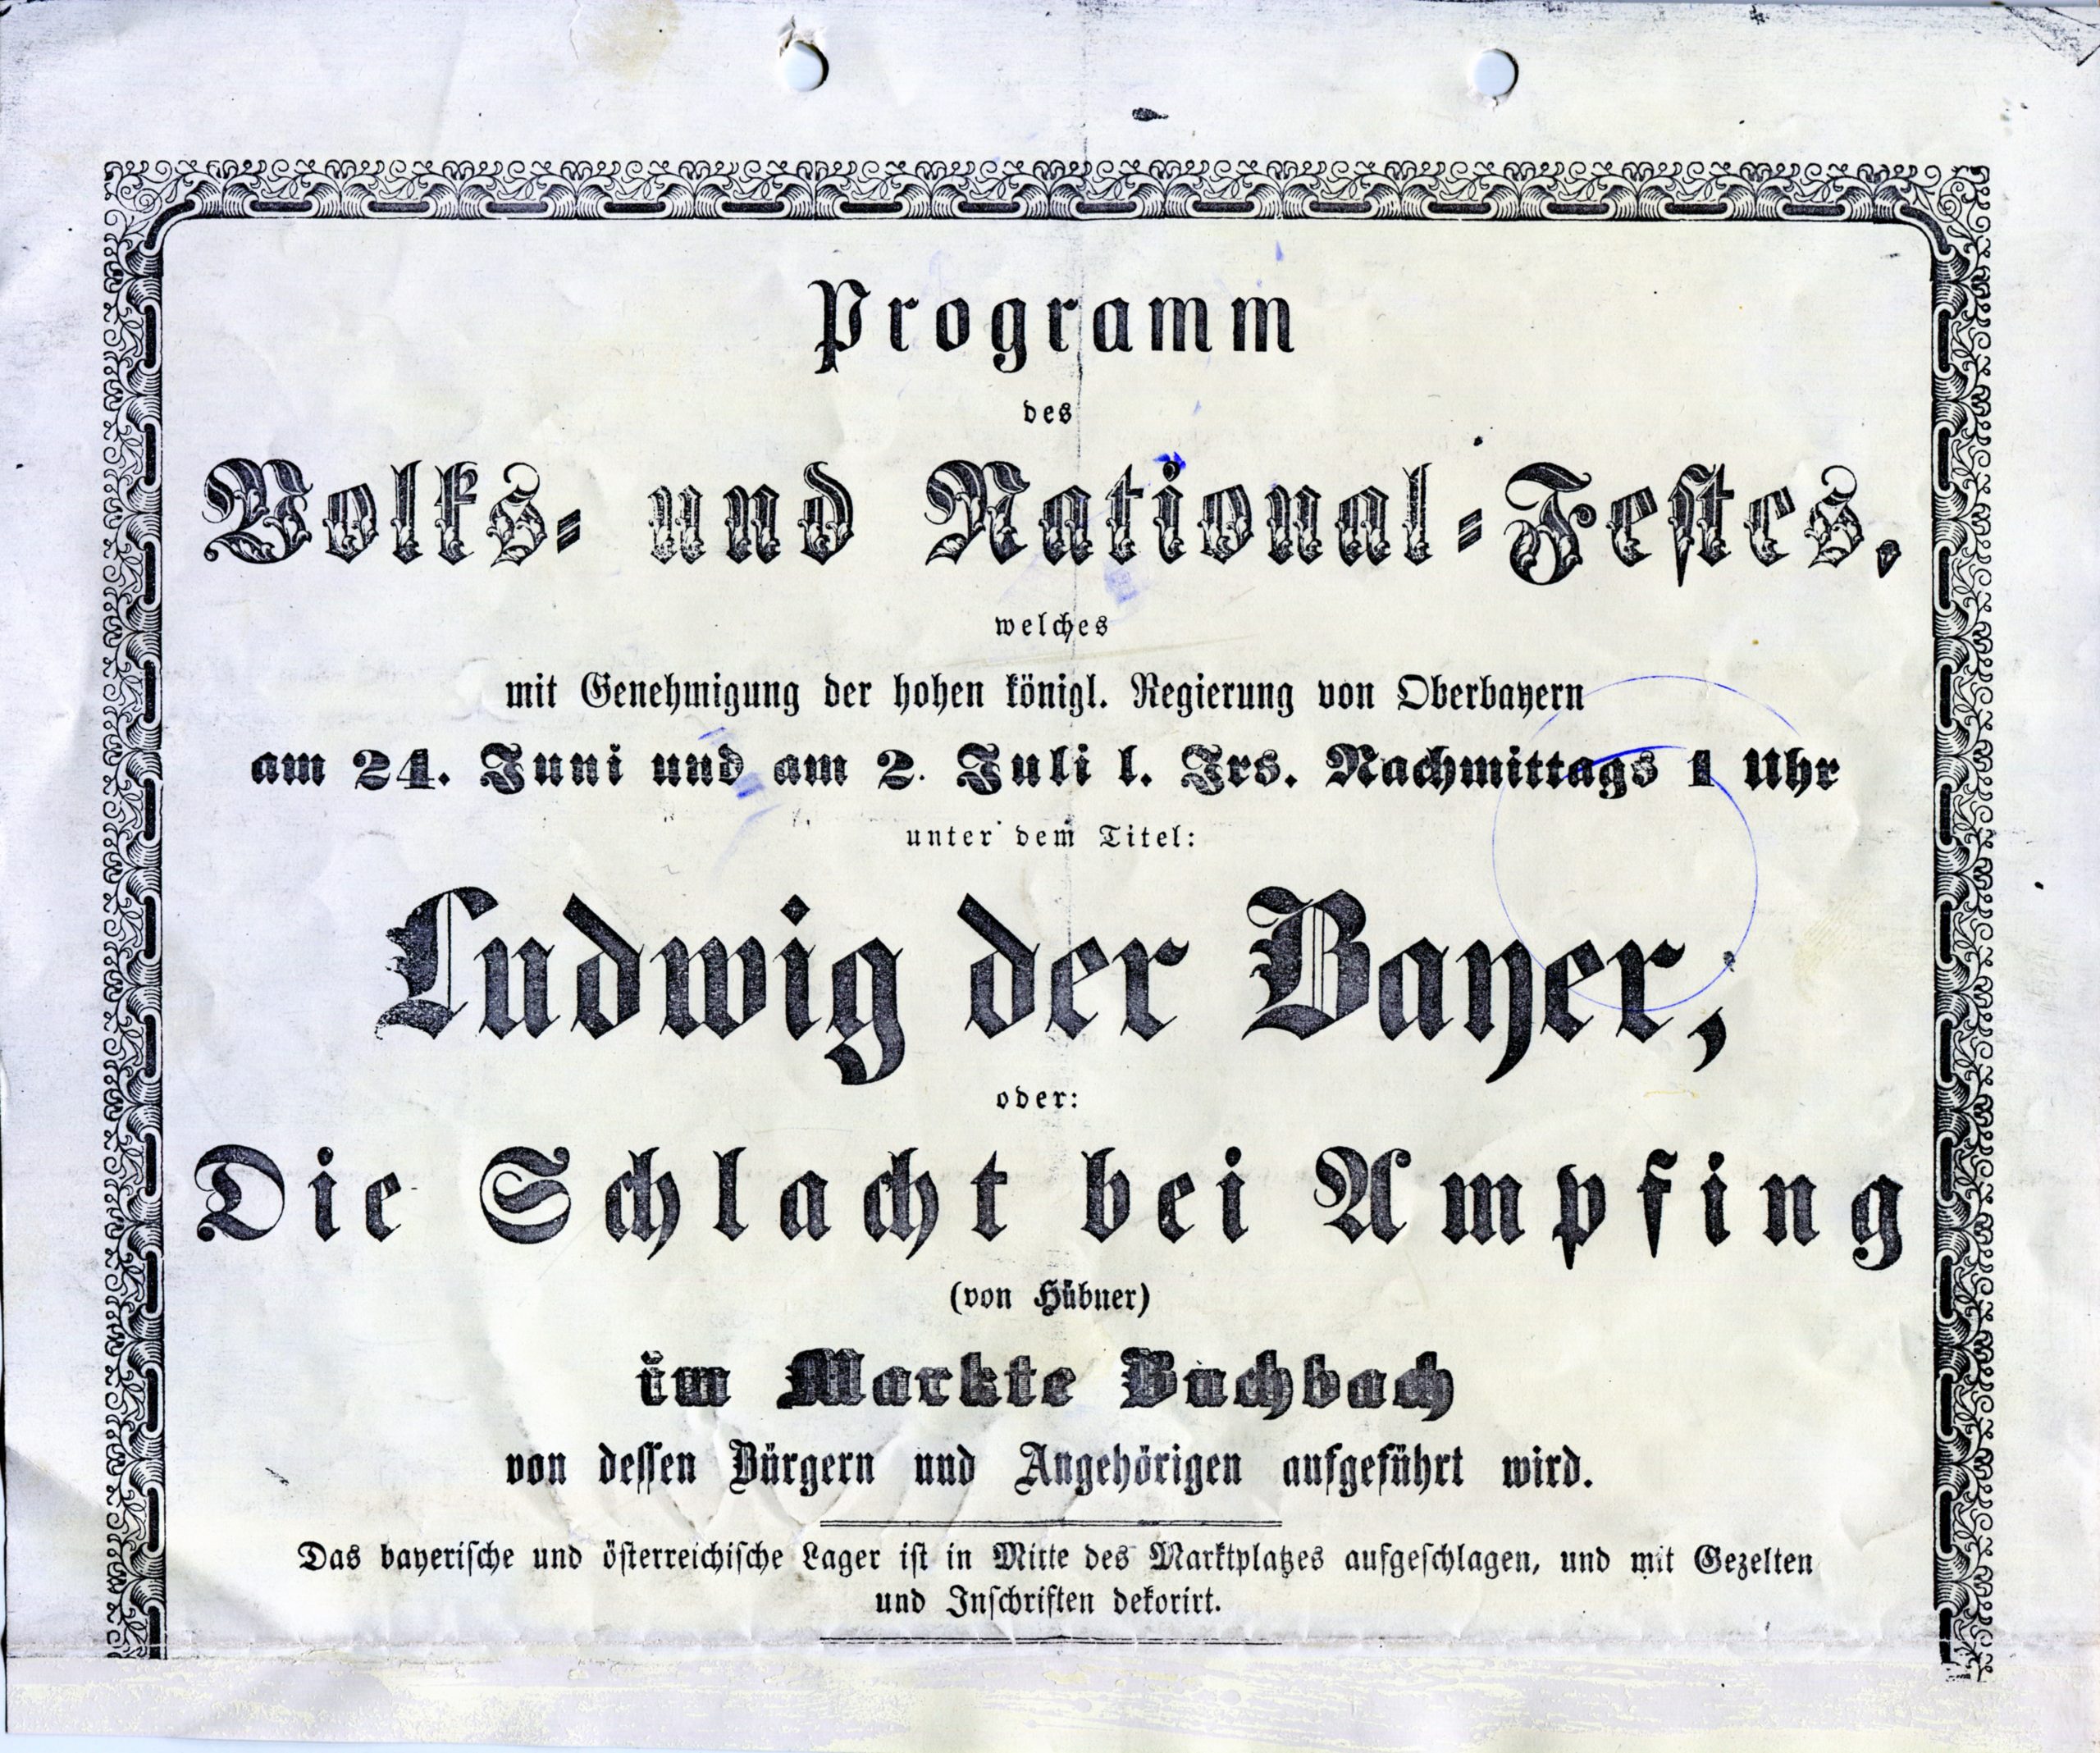 Programm
des
Volks- und National-Festes,
welches
mit Genehmigung der hohen königl. Regierung von Oberbayern
am 24. Juni und am 2. Juli l. Jrs. Nachmittags 1 Uhr
unter dem Titel:
Ludwig der Bayer,
oder:
Die Schlacht bei Ampfing
(von Hübner)
im Markte Buchbach
von dessen Bürgern und Angehörigen aufgeführt wird.
Das bayerische und österreichische Lager ist in Mitte des Marktplatzes aufgeschlagen, und mit Gezelten
und Inschriften dekorirt.